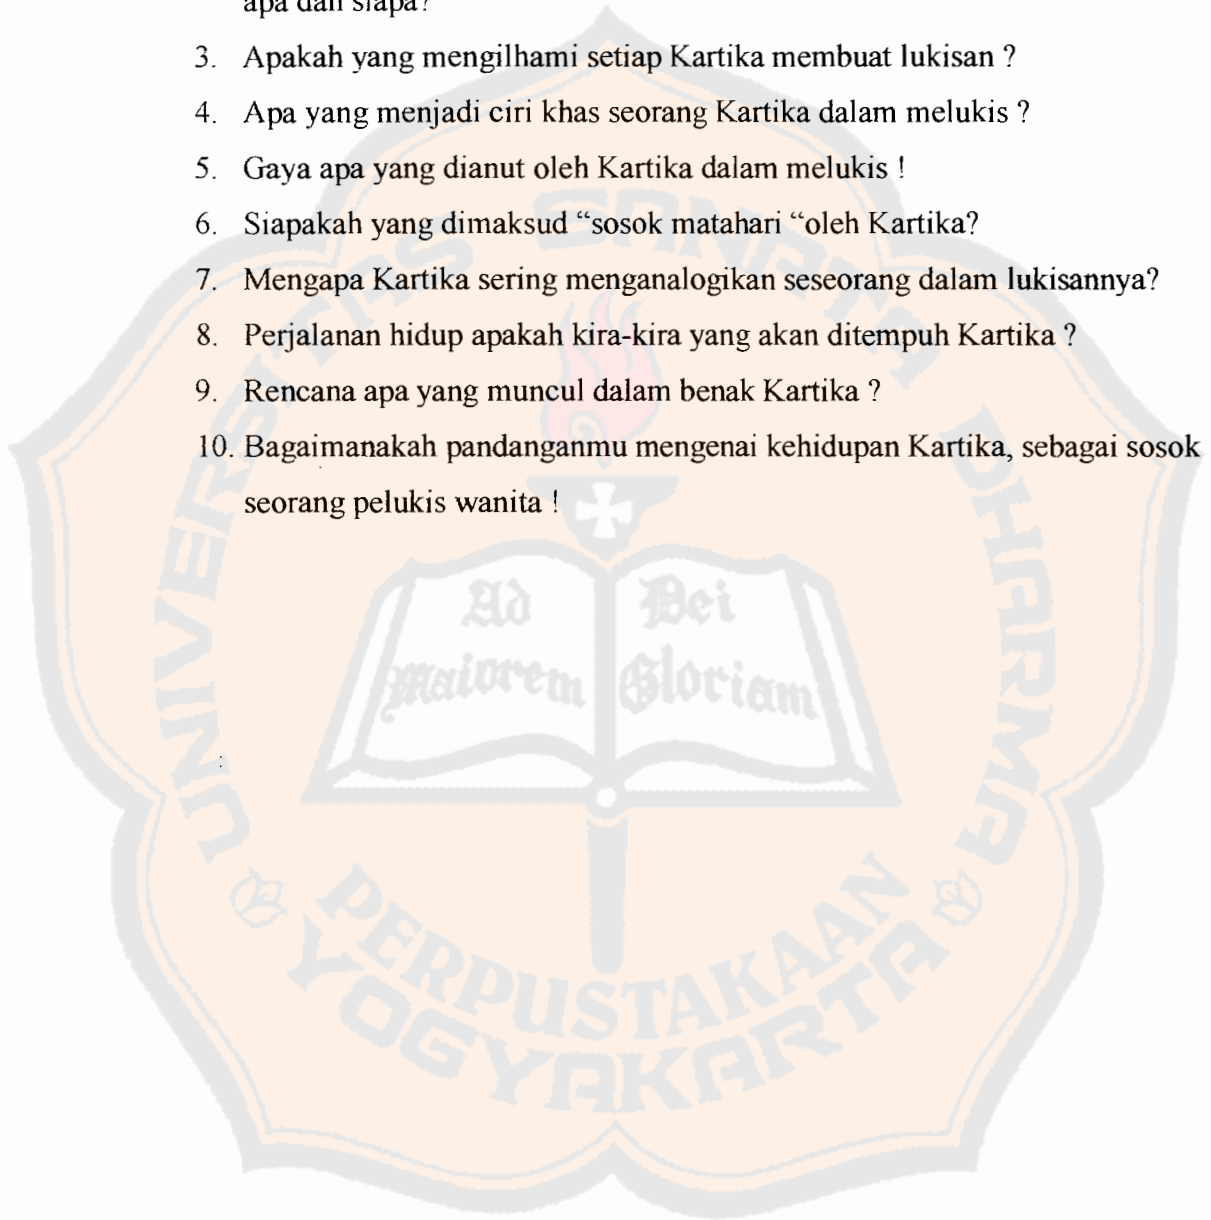 apa dan siapa?
3. Apakah yang mengilhami setiap Kartika membuat lukisan ?
4. Apa yang menjadi ciri khas seorang Kartika dalam melukis ?
5. Gaya apa yang dianut oleh Kartika dalam melukis !
6. Siapakah yang dimaksud “sosok matahari “oleh Kartika?
7. Mengapa Kartika sering menganalogikan seseorang dalam lukisannya?
8. Perjalanan hidup apakah kira-kira yang akan ditempuh Kartika ?
9. Rencana apa yang muncul dalam benak Kartika ?
10. Bagaimanakah pandanganmu mengenai kehidupan Kartika, sebagai sosok
seorang pelukis wanita !
UNIVERSITAS SANATA DHARMA
Ad Dei
maiorem Gloriam
PERPUSTAKAAN
YOGYAKARTA